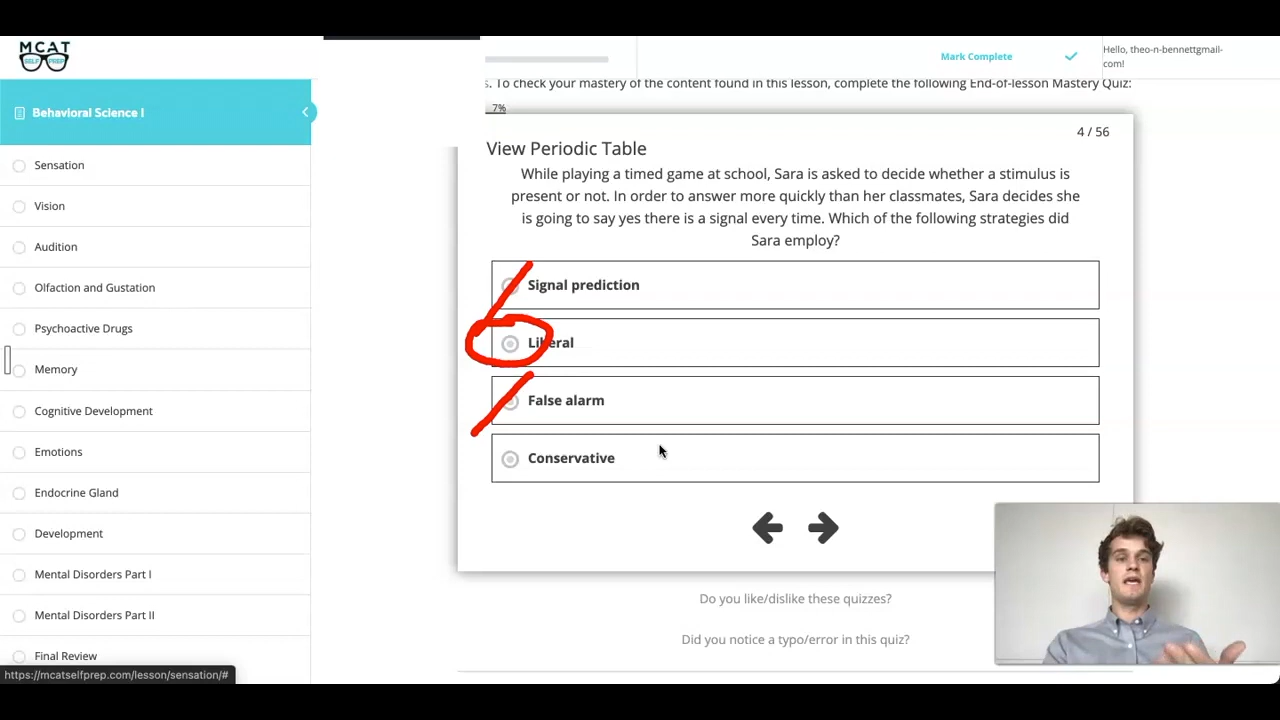 MCAT
SELF PREP
Mark Complete
Hello, theo-n-bennettgmail-
com!
Behavioral Science I
Sensation
Vision
Audition
Olfaction and Gustation
Psychoactive Drugs
Memory
Cognitive Development
Emotions
Endocrine Gland
Development
Mental Disorders Part I
Mental Disorders Part II
Final Review
https://mcatselfprep.com/lesson/sensation/#
s. To check your mastery of the content found in this lesson, complete the following End-of-lesson Mastery Quiz:
7%
4 / 56
View Periodic Table
While playing a timed game at school, Sara is asked to decide whether a stimulus is
present or not. In order to answer more quickly than her classmates, Sara decides she
is going to say yes there is a signal every time. Which of the following strategies did
Sara employ?
Signal prediction
Liberal
False alarm
Conservative
Do you like/dislike these quizzes?
Did you notice a typo/error in this quiz?